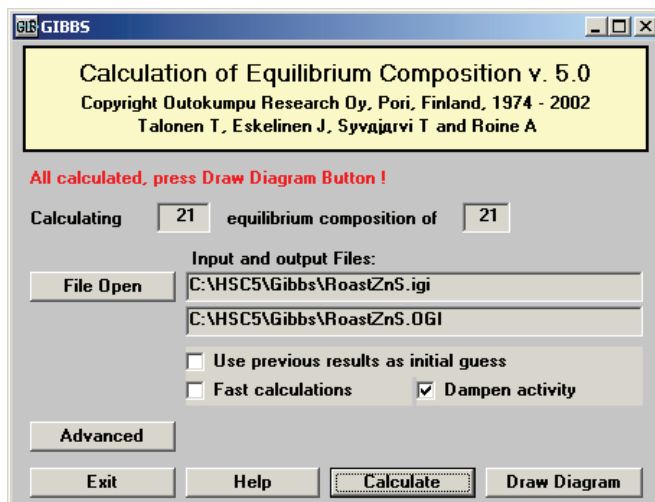 GIBBS
Calculation of Equilibrium Composition v. 5.0
Copyright Outokumpu Research Oy, Pori, Finland, 1974 - 2002
Talonen T, Eskelinen J, Syvдjдrvi T and Roine A
All calculated, press Draw Diagram Button !
Calculating 21 equilibrium composition of 21
Input and output Files:
File Open C:\HSC5\Gibbs\RoastZnS.igi
C:\HSC5\Gibbs\RoastZnS.OGI
Use previous results as initial guess
Fast calculations Dampen activity
Advanced
Exit Help Calculate Draw Diagram